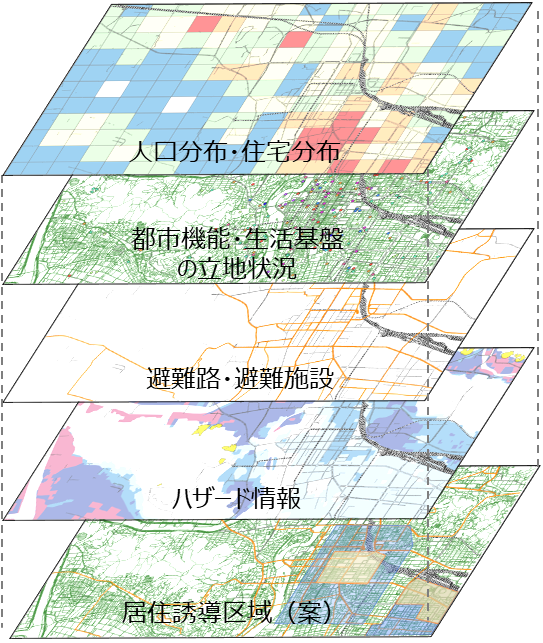 人口分布・住宅分布
都市機能・生活基盤
の立地状況
避難路・避難施設
ハザード情報
居住誘導区域（案）